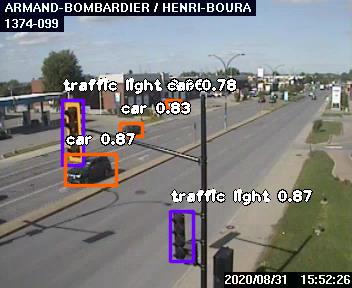 ARMAND-BOMBARDIER / HENRI-BOURA
1374-099
traffic light car 0.78
car 0.83
car 0.87
traffic light 0.87
2020/08/31 15:52:26